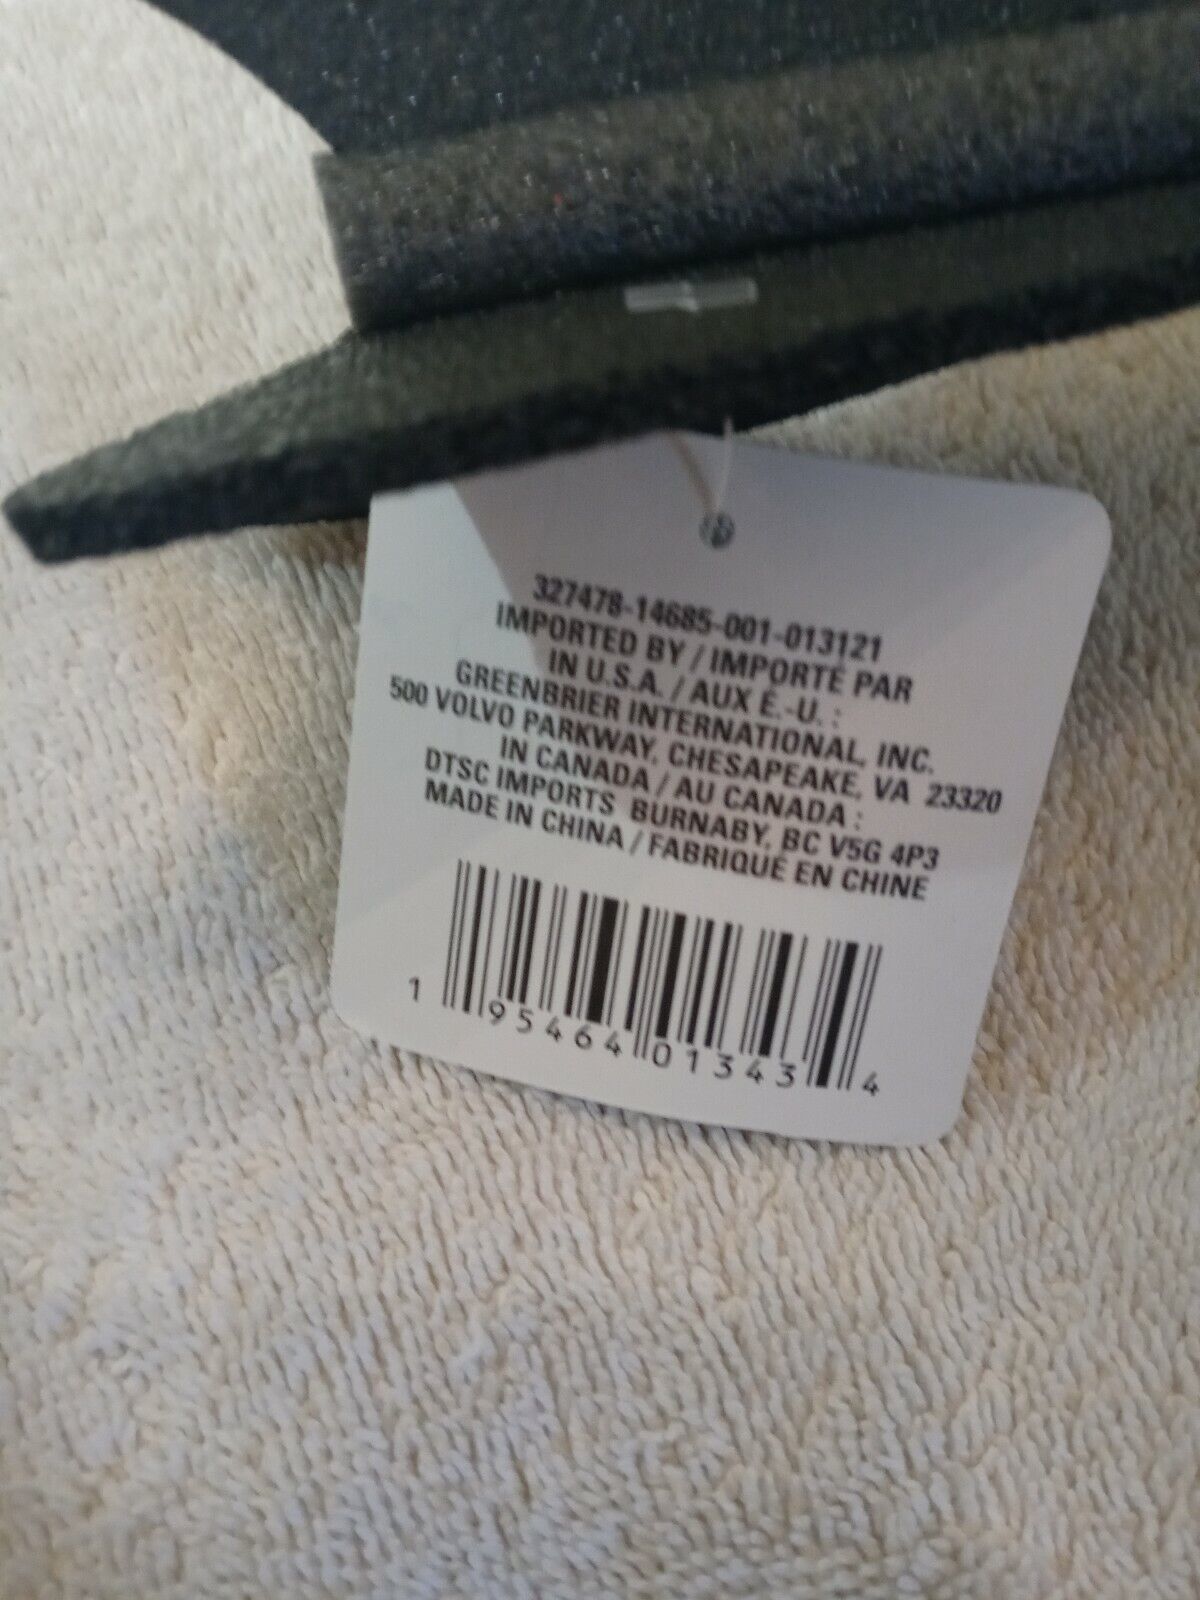 327478-14685-001-013121
IMPORTED BY / IMPORTÉ PAR
IN U.S.A. / AUX É.-U. :
GREENBRIER INTERNATIONAL, INC.
500 VOLVO PARKWAY, CHESAPEAKE, VA 23320
IN CANADA / AU CANADA :
DTSC IMPORTS BURNABY, BC V5G 4P3
MADE IN CHINA / FABRIQUÉ EN CHINE
1 95464 01343 4